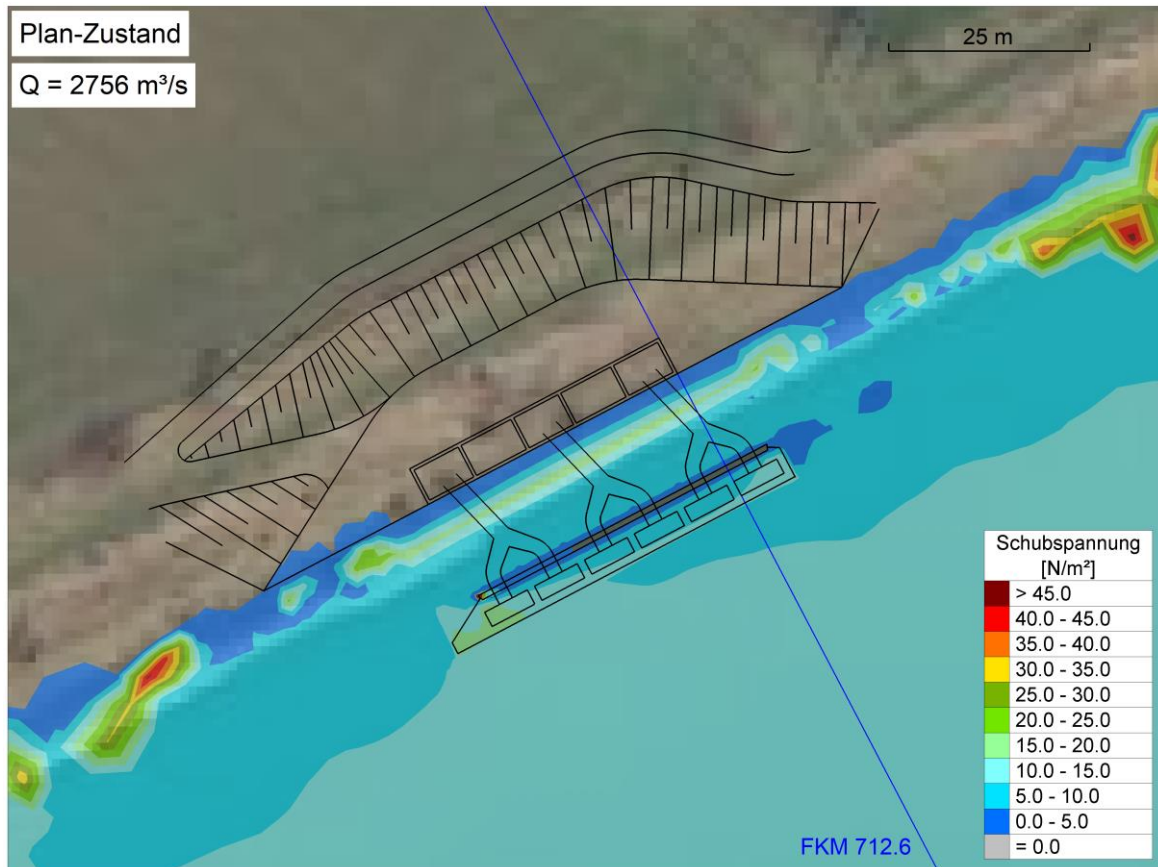 Plan-Zustand
Q = 2756 m³/s
25 m
Schubspannung
[N/m²]
> 45.0
40.0 - 45.0
35.0 - 40.0
30.0 - 35.0
25.0 - 30.0
20.0 - 25.0
15.0 - 20.0
10.0 - 15.0
5.0 - 10.0
0.0 - 5.0
= 0.0
FKM 712.6